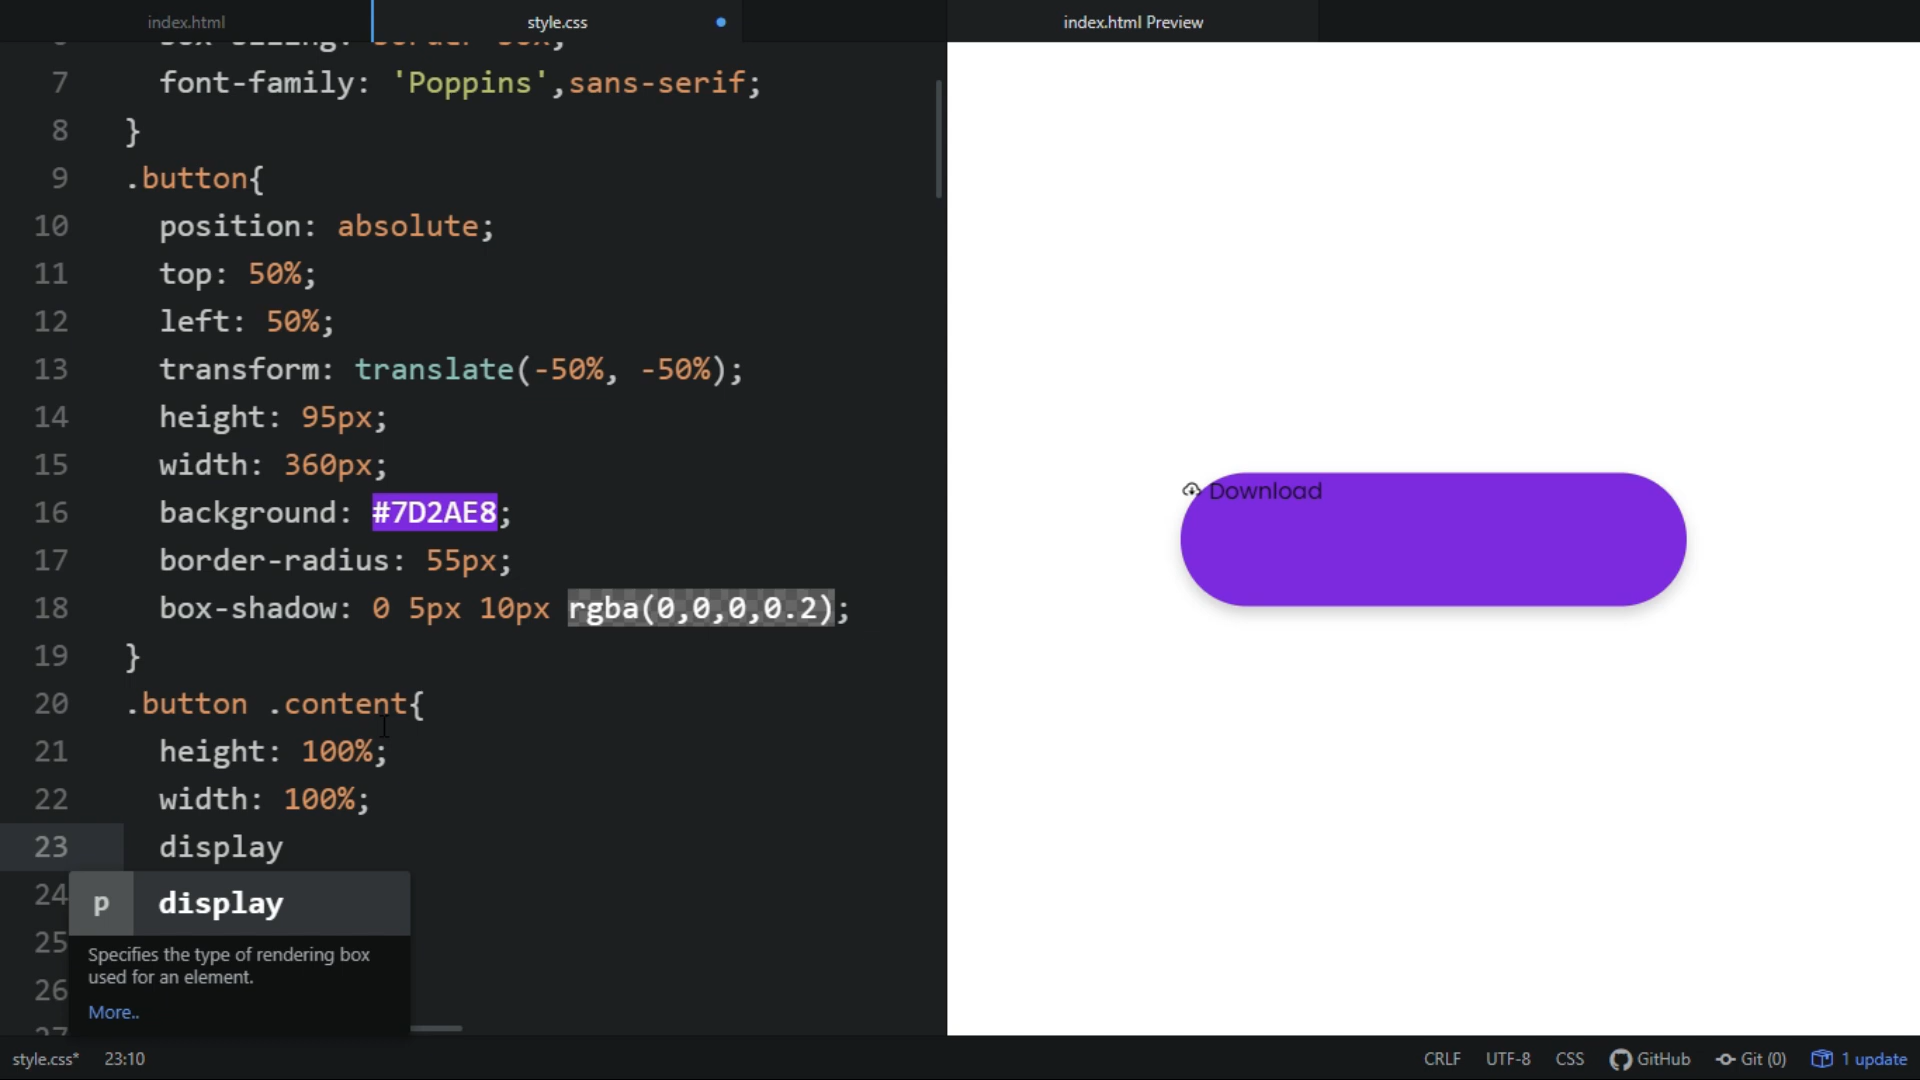 index.html
style.css
index.html Preview
box-sizing: border-box;
7 font-family: 'Poppins',sans-serif;
8 }
9 .button{
10 position: absolute;
11 top: 50%;
12 left: 50%;
13 transform: translate(-50%, -50%);
14 height: 95px;
15 width: 360px;
16 background: #7D2AE8;
17 border-radius: 55px;
18 box-shadow: 0 5px 10px rgba(0,0,0,0.2);
19 }
20 .button .content{
21 height: 100%;
22 width: 100%;
23 display
24
p display
25
Specifies the type of rendering box
used for an element.
26
More..
27
Download
style.css* 23:10
CRLF UTF-8 CSS GitHub Git (0) 1 update